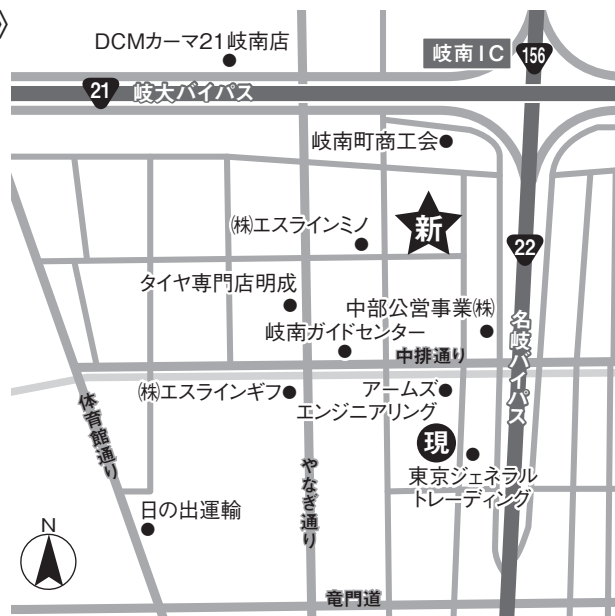 DCMカーマ21岐南店
岐南IC
156
21
岐大バイパス
岐南町商工会
新
㈱エスラインミノ
22
タイヤ専門店明成
中部公営事業㈱
岐南ガイドセンター
名岐バイパス
中排通り
㈱エスラインギフ
アームズ
エンジニアリング
体育館通り
現
やなぎ通り
東京ジェネラル
トレーディング
日の出運輸
N
竜門道